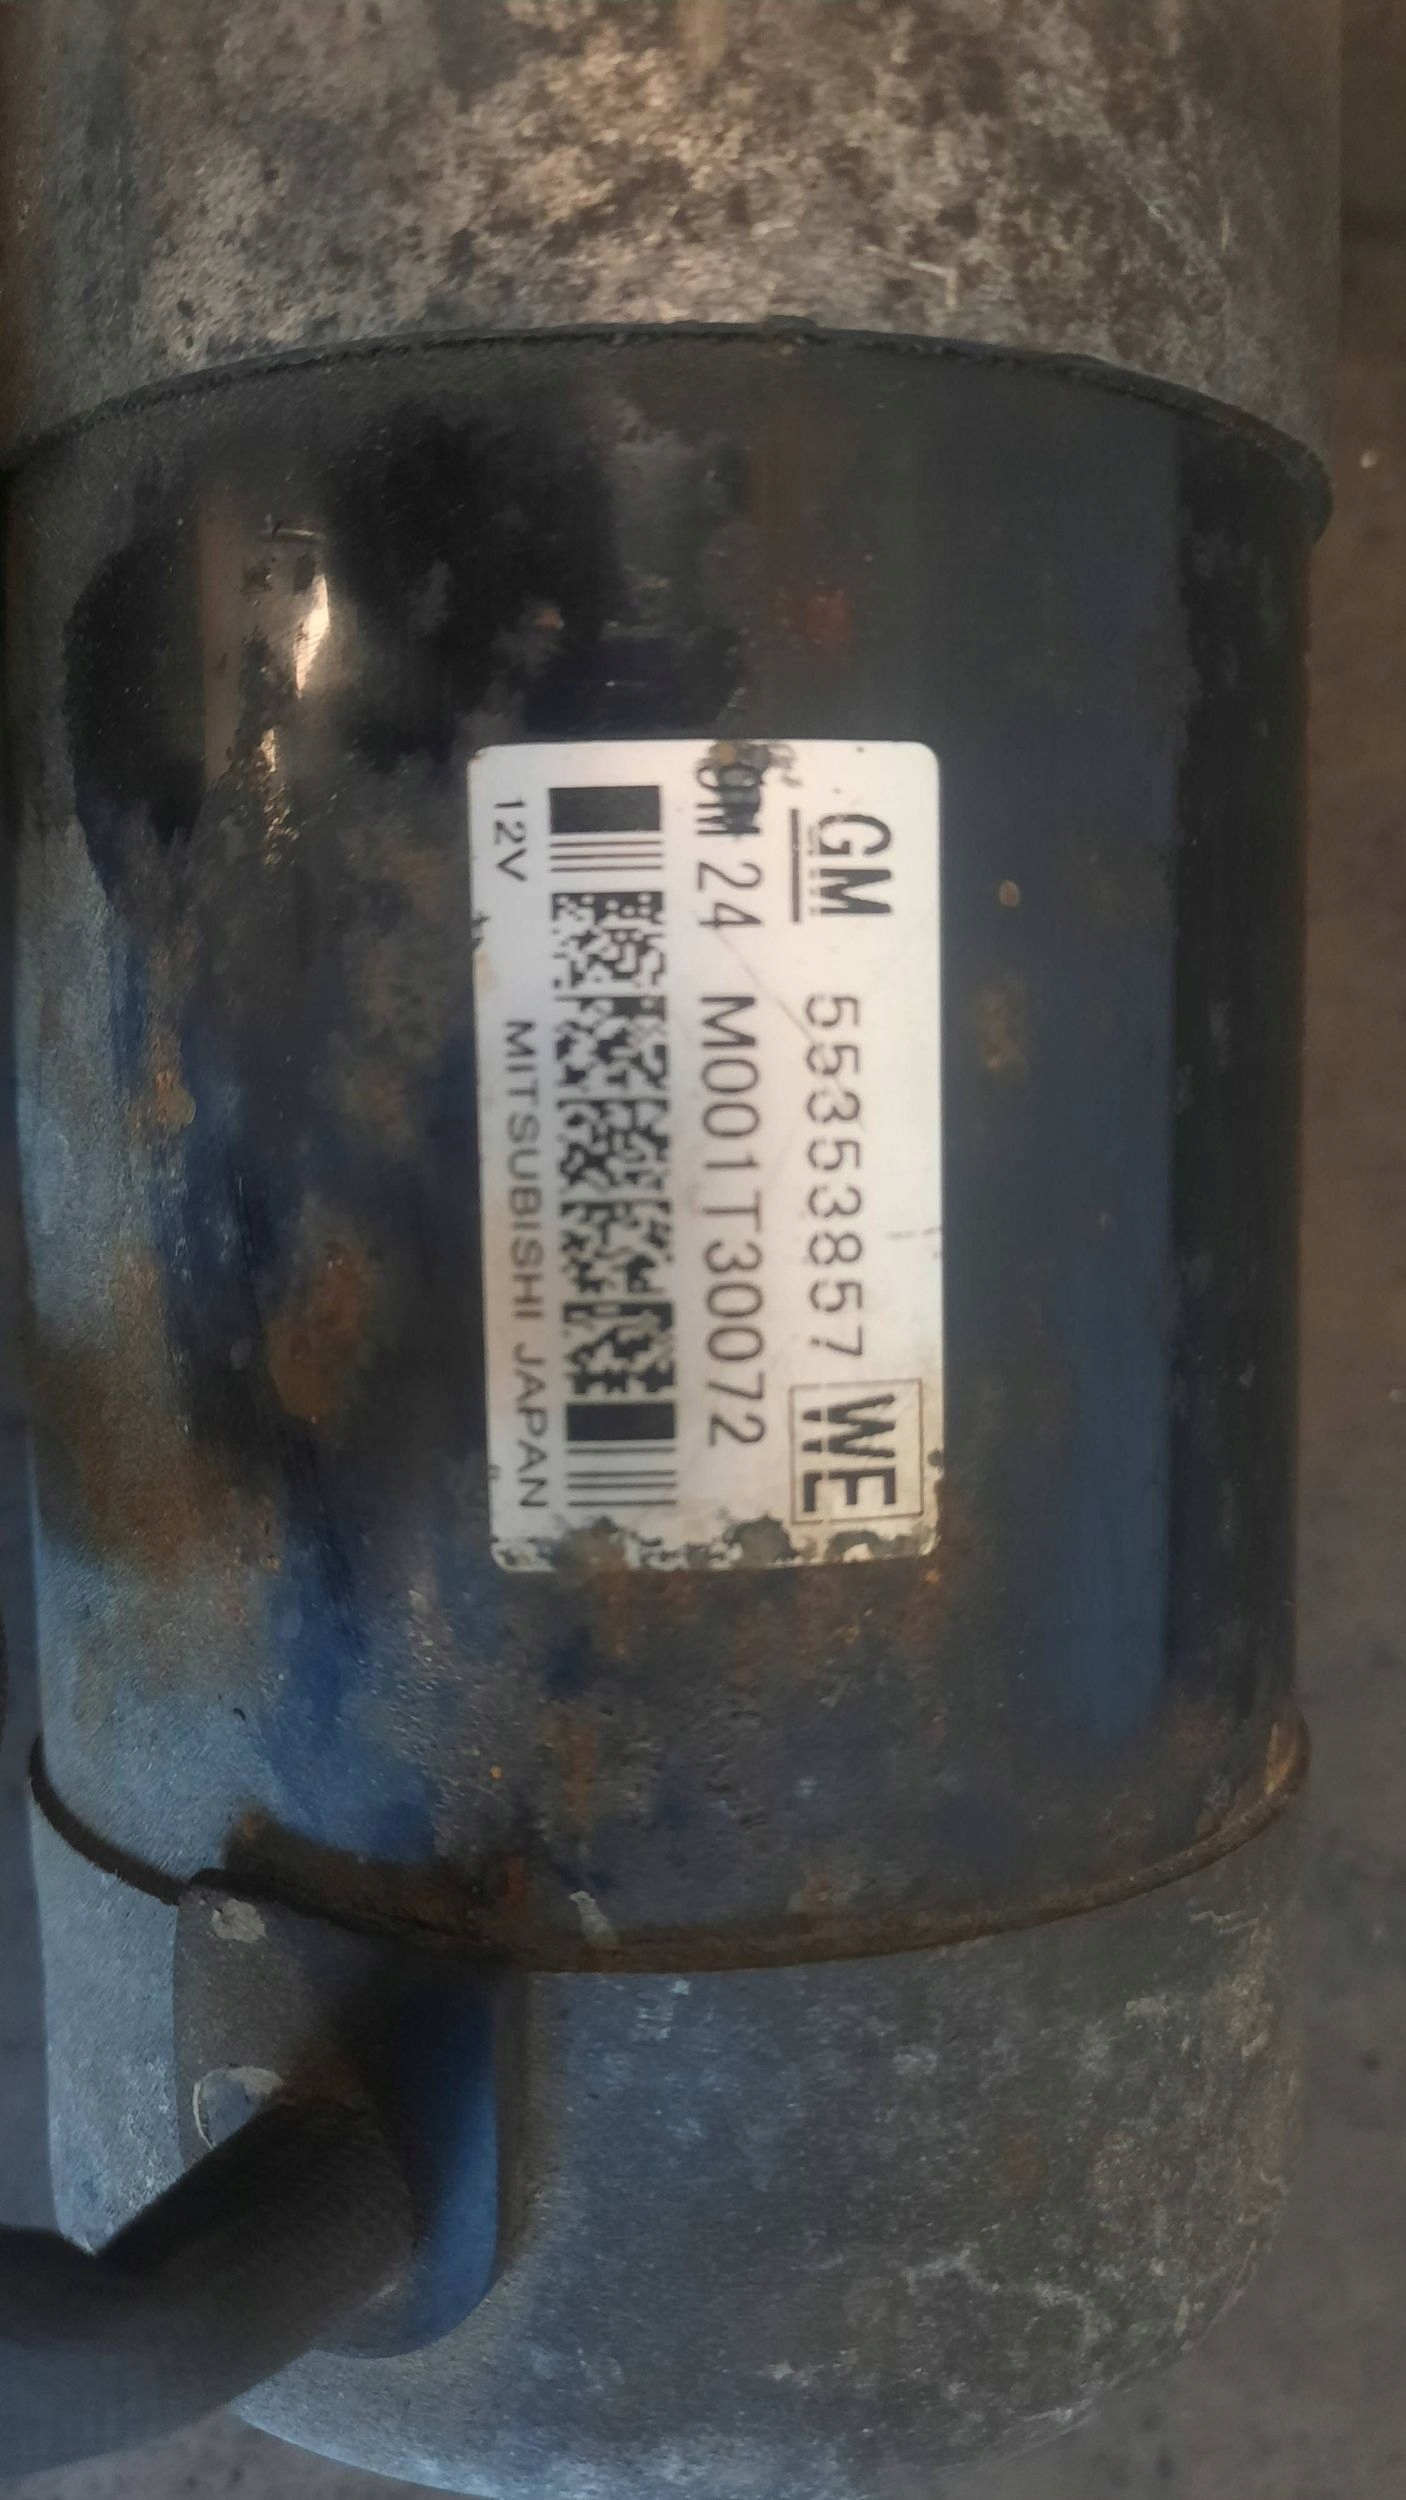 GM 55353857 WE
24 M001T30072
12V MITSUBISHI JAPAN